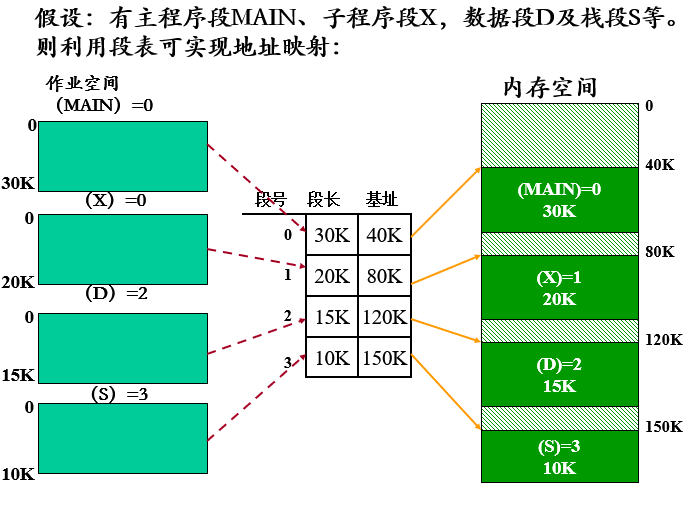 假设：有主程序段MAIN、子程序段X，数据段D及栈段S等。
则利用段表可实现地址映射：
作业空间
（MAIN）=0
0
30K
（X）=0
0
20K
（D）=2
0
15K
（S）=3
0
10K
段号 段长 基址
0 30K 40K
1 20K 80K
2 15K 120K
3 10K 150K
内存空间
0
40K
(MAIN)=0
30K
80K
(X)=1
20K
120K
(D)=2
15K
150K
(S)=3
10K